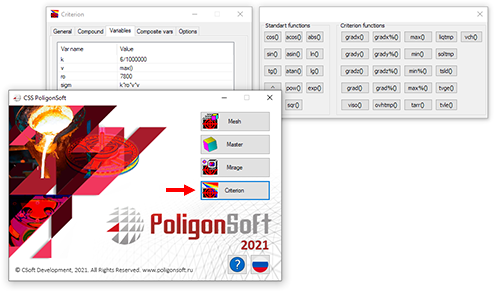 Criterion
General Compound Variables Composite vars Options
Var name Value
k 6/1000000
v max()
ro 7800
sigm k*ro*v*v
Standart functions
cos() acos() abs()
sin() asin() ln()
tg() atan() lg()
^ pow() exp()
sqr()
Criterion functions
gradx() gradx%() max() liqtmp vch()
grady() grady%() min() soltmp
gradz() gradz%() min%() tsld()
grad() grad%() max%() tvge()
viso() ovhtmp() tarr() tvle()
CSS PoligonSoft
Mesh
Master
Mirage
Criterion
PoligonSoft
2021
?
© CSoft Development, 2021. All Rights Reserved. www.poligonsoft.ru